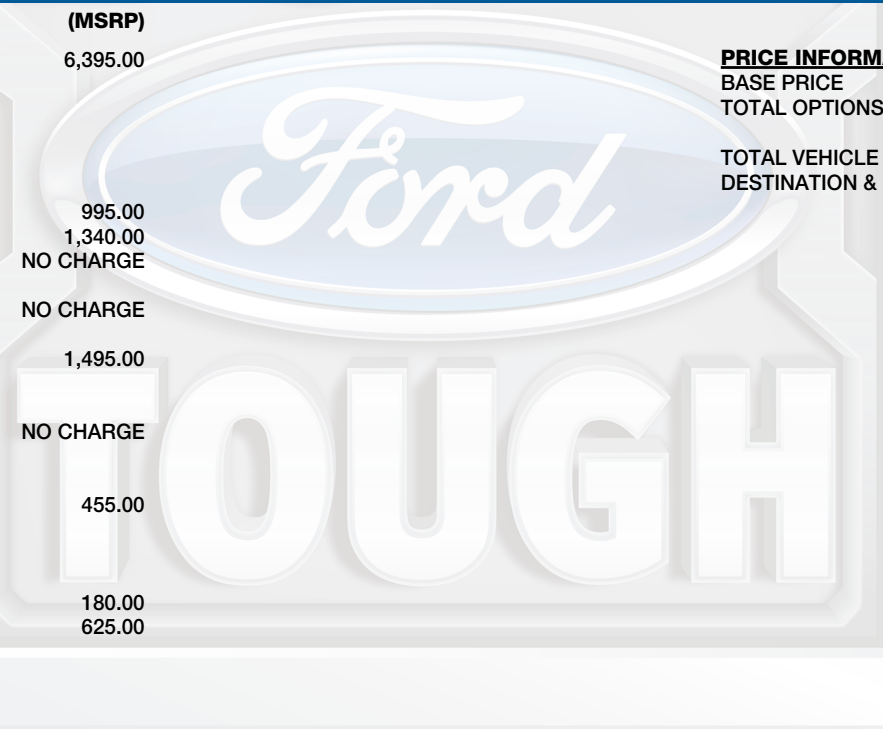 (MSRP)
6,395.00
995.00
1,340.00
NO CHARGE
NO CHARGE
1,495.00
NO CHARGE
455.00
180.00
625.00
PRICE INFORMA
BASE PRICE
TOTAL OPTIONS
TOTAL VEHICLE
DESTINATION &
Ford
TOUGH